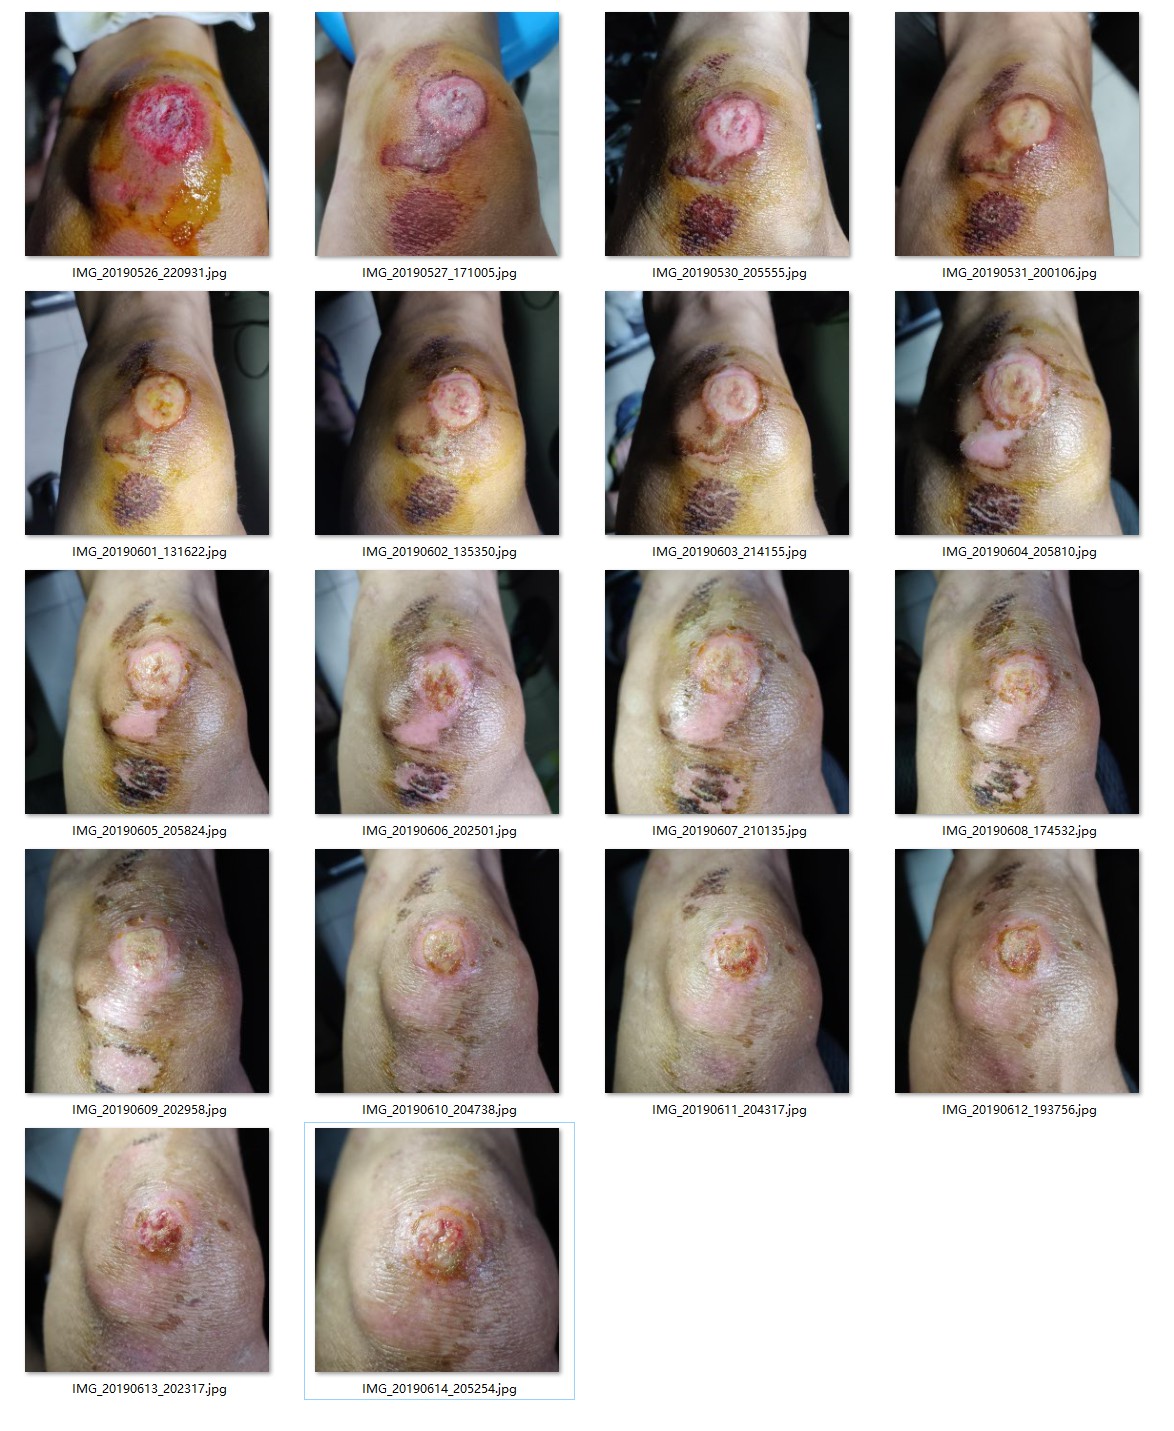 IMG_20190526_220931.jpg
IMG_20190527_171005.jpg
IMG_20190530_205555.jpg
IMG_20190531_200106.jpg
IMG_20190601_131622.jpg
IMG_20190602_135350.jpg
IMG_20190603_214155.jpg
IMG_20190604_205810.jpg
IMG_20190605_205824.jpg
IMG_20190606_202501.jpg
IMG_20190607_210135.jpg
IMG_20190608_174532.jpg
IMG_20190609_202958.jpg
IMG_20190610_204738.jpg
IMG_20190611_204317.jpg
IMG_20190612_193756.jpg
IMG_20190613_202317.jpg
IMG_20190614_205254.jpg